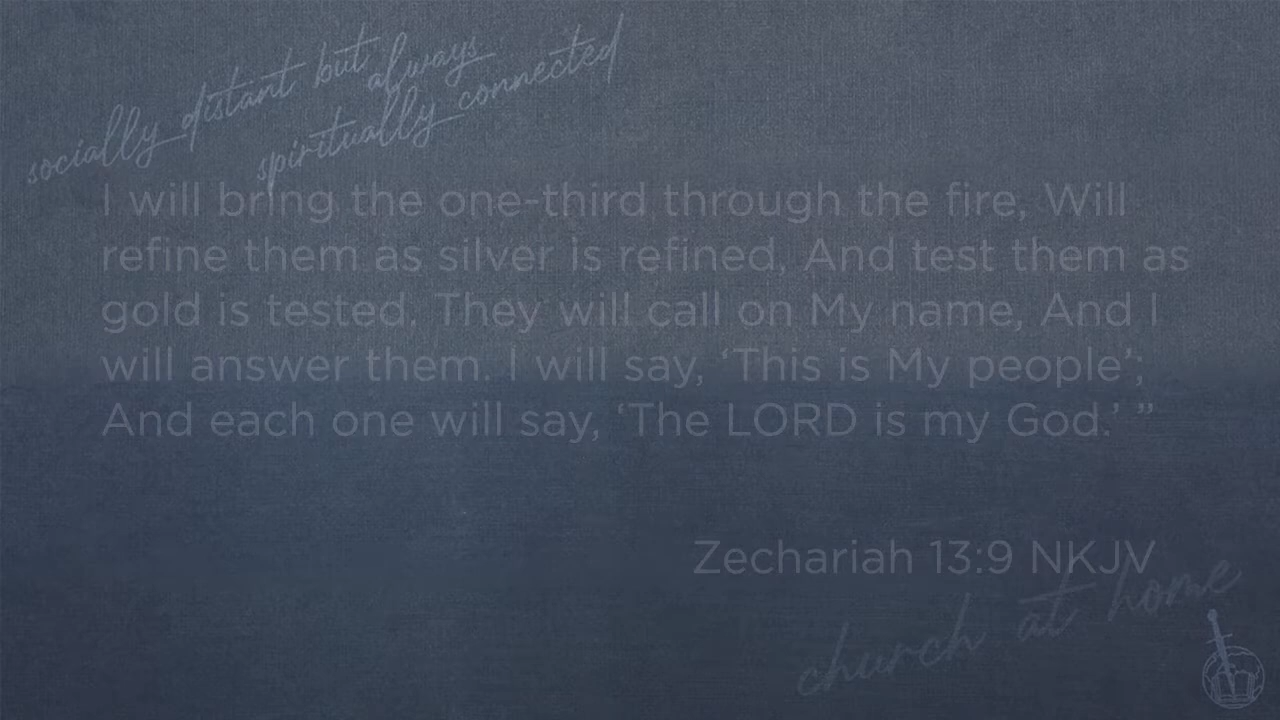 socially distant but always
spiritually connected
I will bring the one-third through the fire, Will
refine them as silver is refined, And test them as
gold is tested. They will call on My name, And I
will answer them. I will say, ‘This is My people’;
And each one will say, ‘The LORD is my God.’ ”
Zechariah 13:9 NKJV
church at home